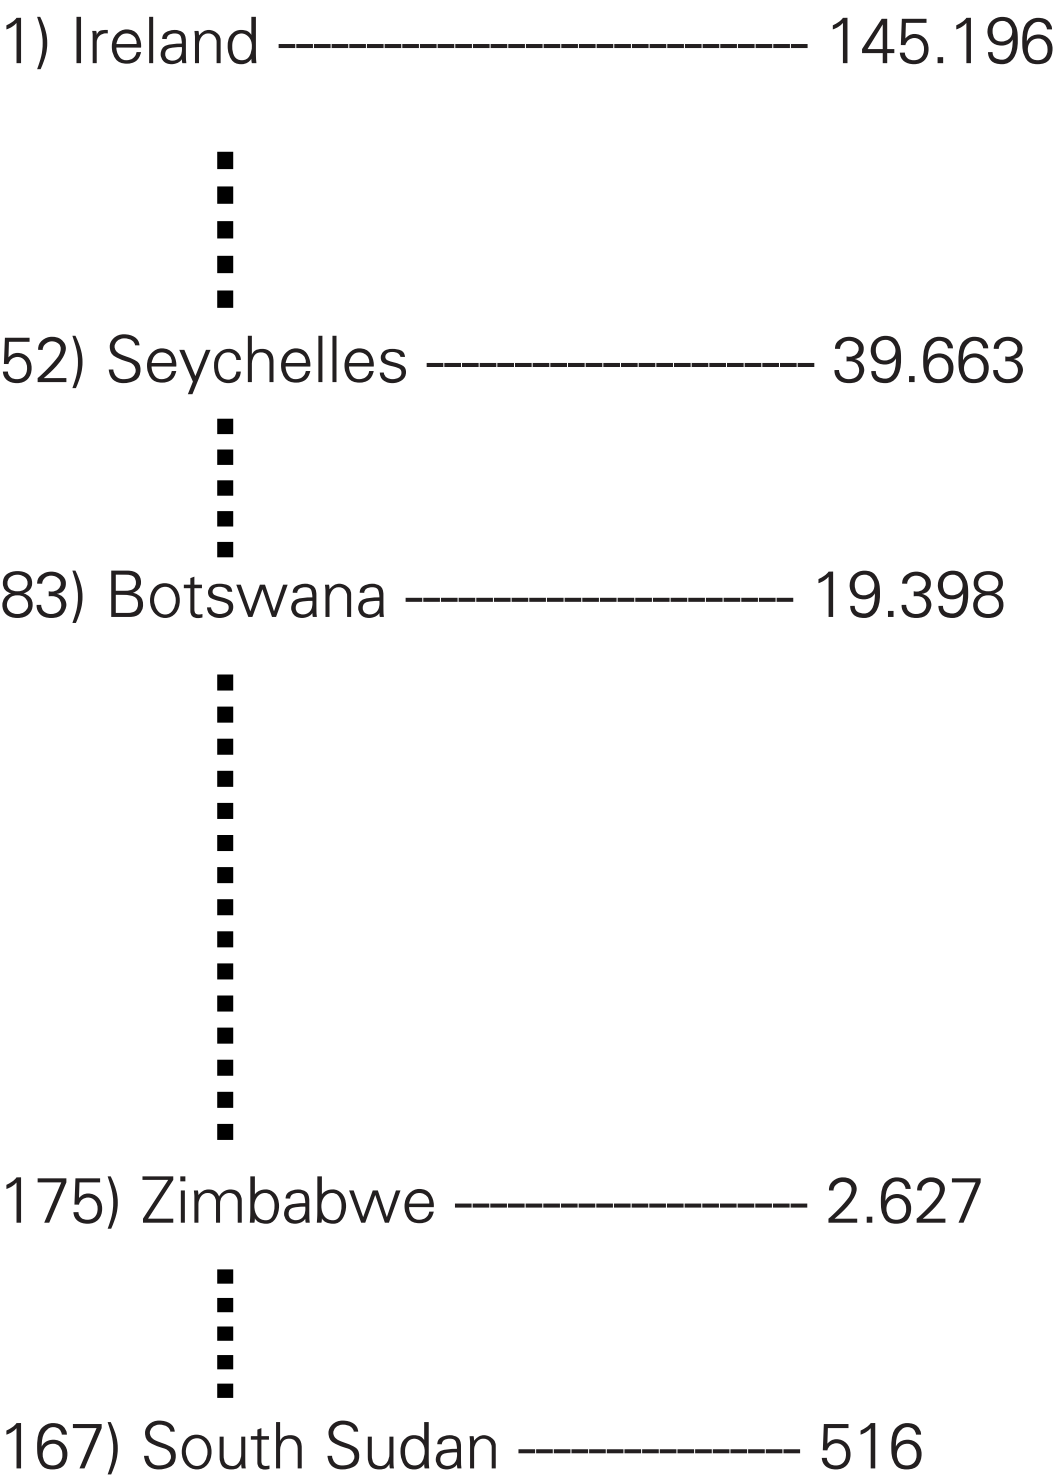 1) Ireland ------------------------------ 145.196
52) Seychelles ---------------------- 39.663
83) Botswana ---------------------- 19.398
175) Zimbabwe -------------------- 2.627
167) South Sudan ---------------- 516